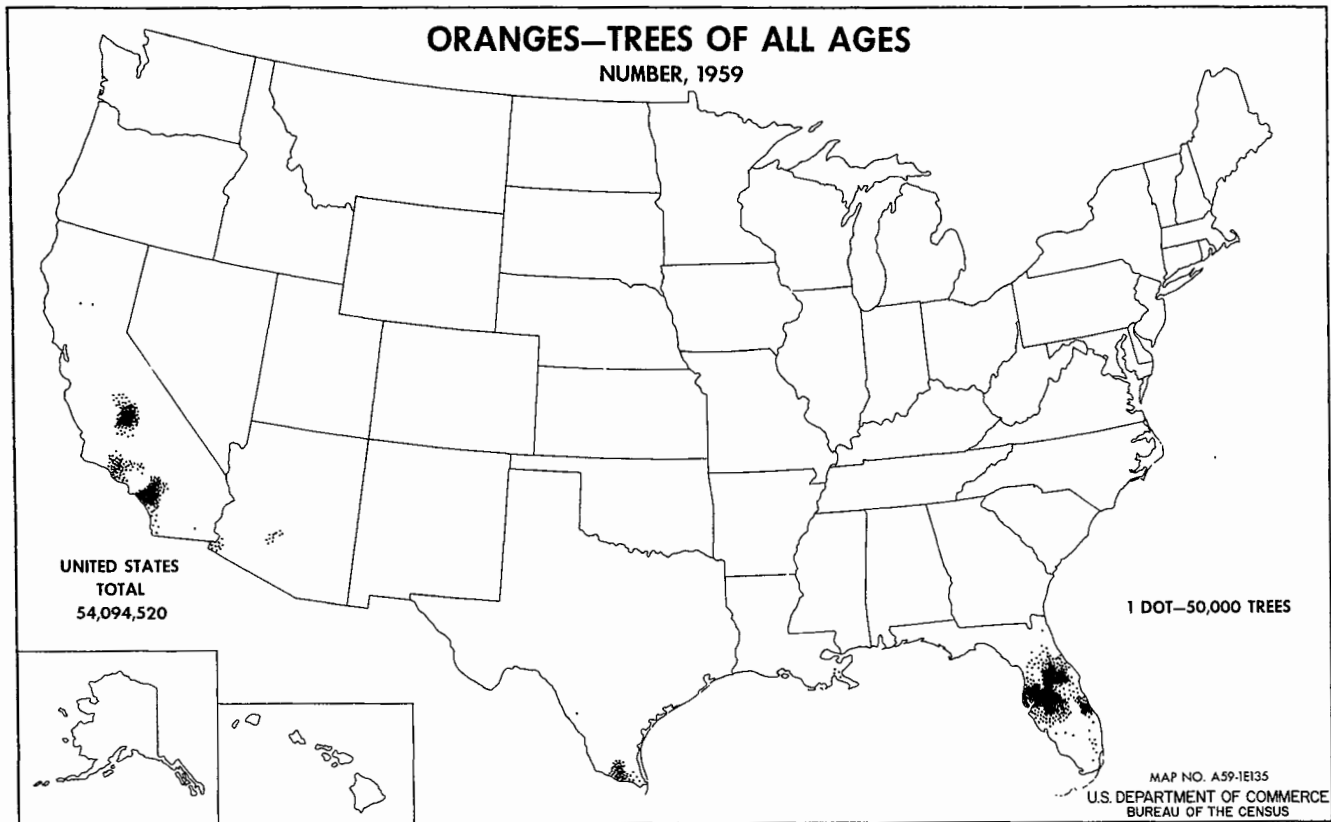 ORANGES—TREES OF ALL AGES
NUMBER, 1959
UNITED STATES
TOTAL
54,094,520
1 DOT—50,000 TREES
MAP NO. A59-1E135
U.S. DEPARTMENT OF COMMERCE
BUREAU OF THE CENSUS